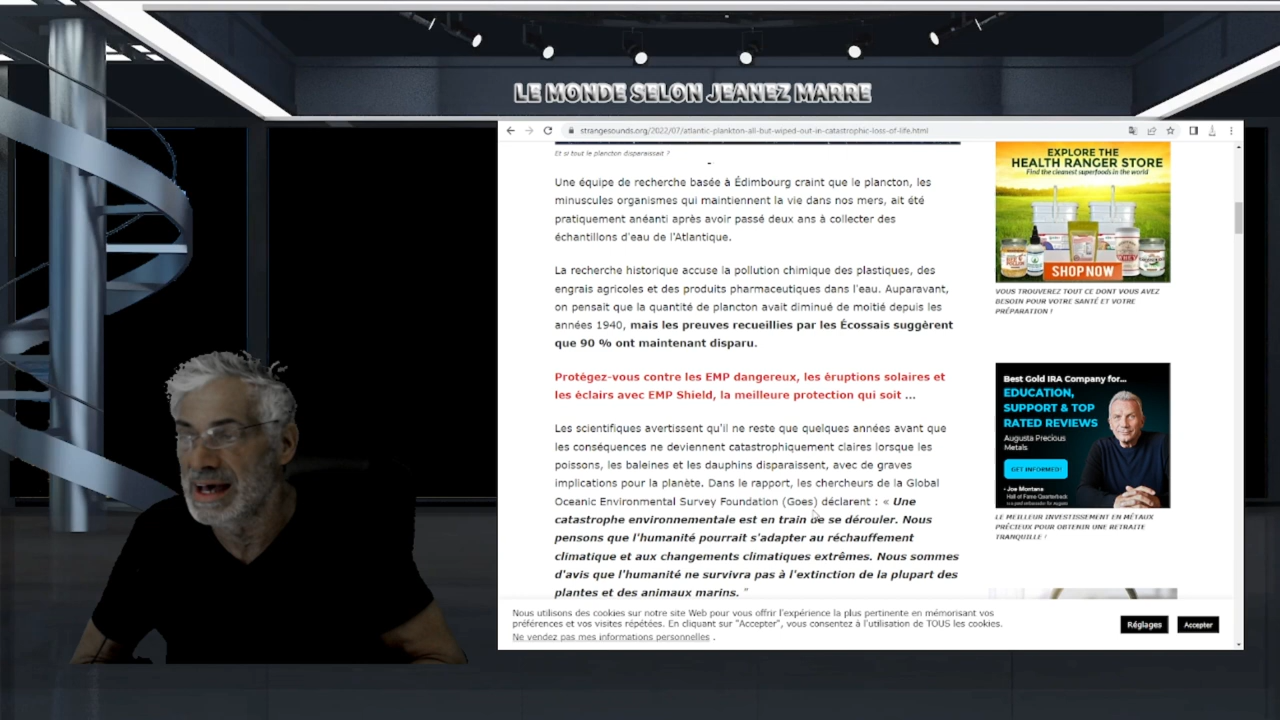 LE MONDE SELON JEANEZ MARRE
strangesounds.org/2022/07/atlantic-plankton-all-but-wiped-out-in-catastrophic-loss-of-life.html
Et si tout le plancton disparaissait ?
Une équipe de recherche basée à Édimbourg craint que le plancton, les
minuscules organismes qui maintiennent la vie dans nos mers, ait été
pratiquement anéanti après avoir passé deux ans à collecter des
échantillons d'eau de l'Atlantique.
La recherche historique accuse la pollution chimique des plastiques, des
engrais agricoles et des produits pharmaceutiques dans l'eau. Auparavant,
on pensait que la quantité de plancton avait diminué de moitié depuis les
années 1940, mais les preuves recueillies par les Écossais suggèrent
que 90 % ont maintenant disparu.
Protégez-vous contre les EMP dangereux, les éruptions solaires et
les éclairs avec EMP Shield, la meilleure protection qui soit ...
Les scientifiques avertissent qu'il ne reste que quelques années avant que
les conséquences ne deviennent catastrophiquement claires lorsque les
poissons, les baleines et les dauphins disparaissent, avec de graves
implications pour la planète. Dans le rapport, les chercheurs de la Global
Oceanic Environmental Survey Foundation (Goes) déclarent : « Une
catastrophe environnementale est en train de se dérouler. Nous
pensons que l'humanité pourrait s'adapter au réchauffement
climatique et aux changements climatiques extrêmes. Nous sommes
d'avis que l'humanité ne survivra pas à l'extinction de la plupart des
plantes et des animaux marins. "
EXPLORE THE
HEALTH RANGER STORE
Find the cleanest superfoods in the world
SHOP NOW
VOUS TROUVEREZ TOUT CE DONT VOUS AVEZ
BESOIN POUR VOTRE SANTÉ ET VOTRE
PRÉPARATION !
Best Gold IRA Company for...
EDUCATION,
SUPPORT & TOP
RATED REVIEWS
Augusta Precious
Metals
GET INFORMED!
- Joe Montana
Hall of Fame Quarterback
is a paid ambassador for august
LE MEILLEUR INVESTISSEMENT EN MÉTAUX
PRÉCIEUX POUR OBTENIR UNE RETRAITE
TRANQUILLE !
Nous utilisons des cookies sur notre site Web pour vous offrir l'expérience la plus pertinente en mémorisant vos
préférences et vos visites répétées. En cliquant sur "Accepter", vous consentez à l'utilisation de TOUS les cookies.
Ne vendez pas mes informations personnelles .
Réglages
Accepter